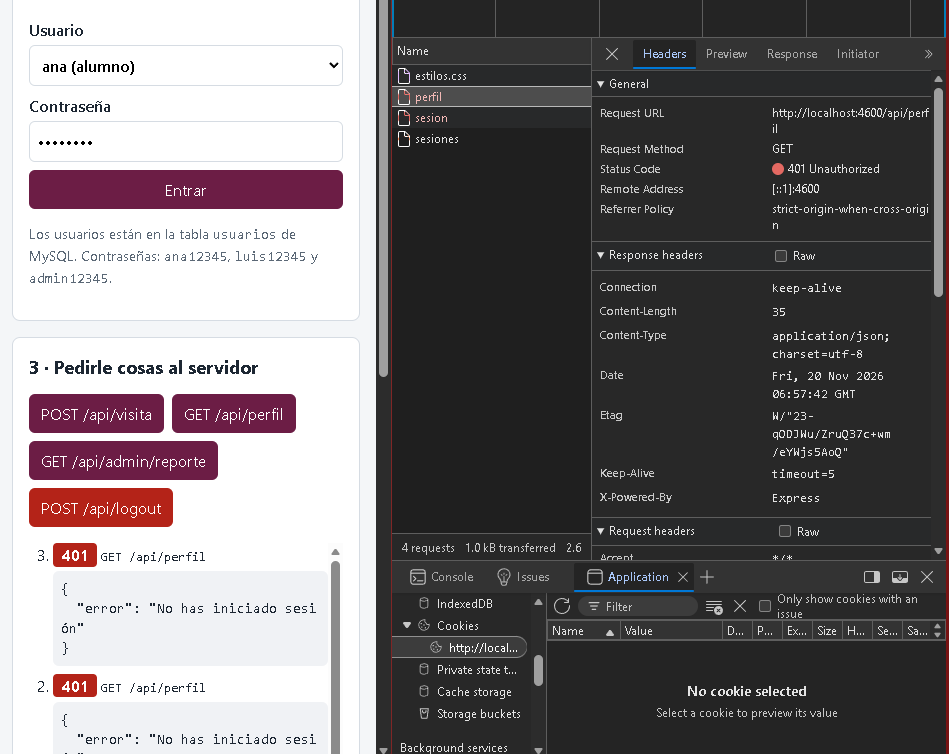 Usuario
ana (alumno)
Contraseña
••••••••
Entrar
Los usuarios están en la tabla usuarios de
MySQL. Contraseñas: ana12345, luis12345 y
admin12345.
3 · Pedirle cosas al servidor
POST /api/visita
GET /api/perfil
GET /api/admin/reporte
POST /api/logout
3. 401 GET /api/perfil
{
"error": "No has iniciado sesi
ón"
}
2. 401 GET /api/perfil
{
"error": "No has iniciado sesi
Name
estilos.css
perfil
sesion
sesiones
4 requests 1.0 kB transferred 2.6
Headers Preview Response Initiator »
General
Request URL http://localhost:4600/api/perf
il
Request Method GET
Status Code 401 Unauthorized
Remote Address [::1]:4600
Referrer Policy strict-origin-when-cross-origi
n
Response headers Raw
Connection keep-alive
Content-Length 35
Content-Type application/json;
charset=utf-8
Date Fri, 20 Nov 2026
06:57:42 GMT
Etag W/"23-
qODJWu/ZruQ37c+wm
/eYWjs5AoQ"
Keep-Alive timeout=5
X-Powered-By Express
Request headers Raw
Accept */*
Console Issues Application
IndexedDB
Cookies
http://local...
Private state t...
Cache storage
Storage buckets
Background services
Filter
Only show cookies with an
issue
Name Value D... P... Ex... Size H... Se... Sa...
No cookie selected
Select a cookie to preview its value